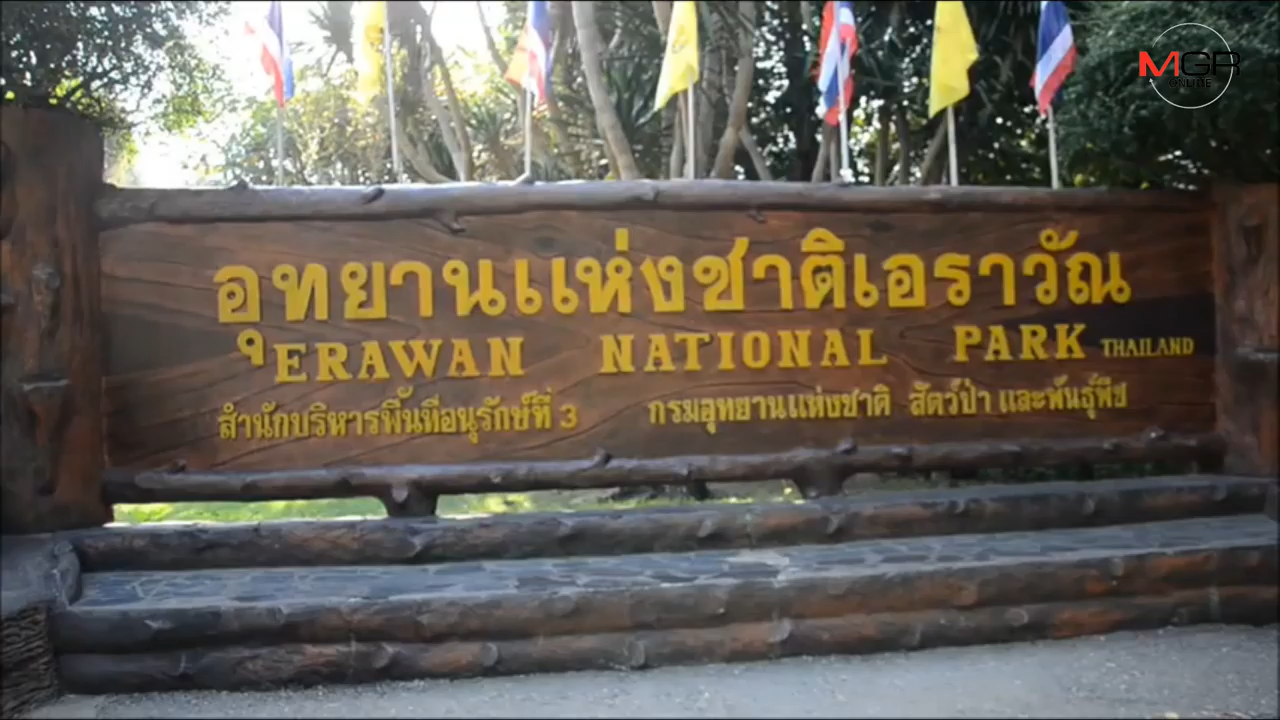 MGR
ONLINE
อุทยานแห่งชาติเอราวัณ
ERAWAN NATIONAL PARK THAILAND
สำนักบริหารพื้นที่อนุรักษ์ที่ 3 กรมอุทยานแห่งชาติ สัตว์ป่า และพันธุ์พืช